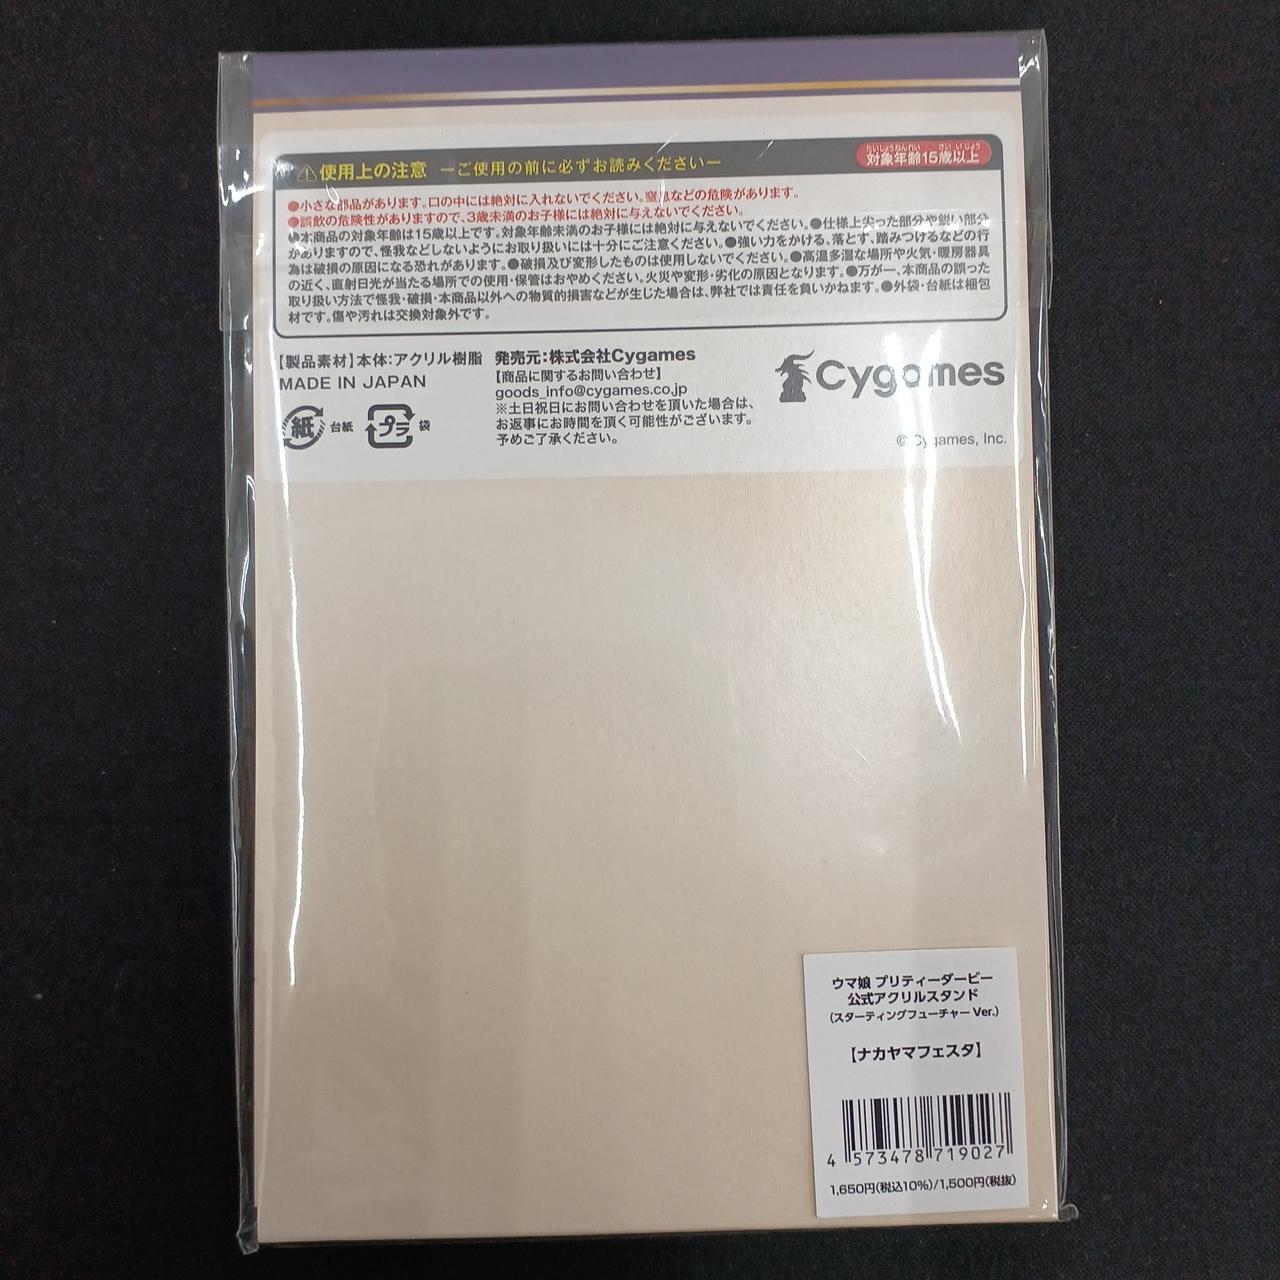 ⚠使用上の注意 ーご使用の前に必ずお読みくださいー
たいしょうねんれい さい いじょう
対象年齢15歳以上
●小さな部品があります。口の中には絶対に入れないでください。窒息などの危険があります。
●誤飲の危険性がありますので、3歳未満のお子様には絶対に与えないでください。
●本商品の対象年齢は15歳以上です。対象年齢未満のお子様には絶対に与えないでください。●仕様上尖った部分や鋭い部分
がありますので、怪我などしないようにお取り扱いには十分にご注意ください。●強い力をかける、落とす、踏みつけるなどの行
為は破損の原因になる恐れがあります。●破損及び変形したものは使用しないでください。●高温多湿な場所や火気・暖房器具
の近く、直射日光が当たる場所での使用・保管はおやめください。火災や変形・劣化の原因となります。●万が一、本商品の誤った
取り扱い方法で怪我・破損・本商品以外への物質的損害などが生じた場合は、弊社では責任を負いかねます。●外袋・台紙は梱包
材です。傷や汚れは交換対象外です。
【製品素材】本体:アクリル樹脂
MADE IN JAPAN
紙 台紙 プラ 袋
発売元:株式会社Cygames
【商品に関するお問い合わせ】
goods_info@cygames.co.jp
※土日祝日にお問い合わせを頂いた場合は、
お返事にお時間を頂く可能性がございます。
予めご了承ください。
Cygames
© Cygames, Inc.
ウマ娘 プリティーダービー
公式アクリルスタンド
(スターティングフューチャー Ver.)
【ナカヤマフェスタ】
4 573478 719027
1,650円(税込10%)/1,500円(税抜)